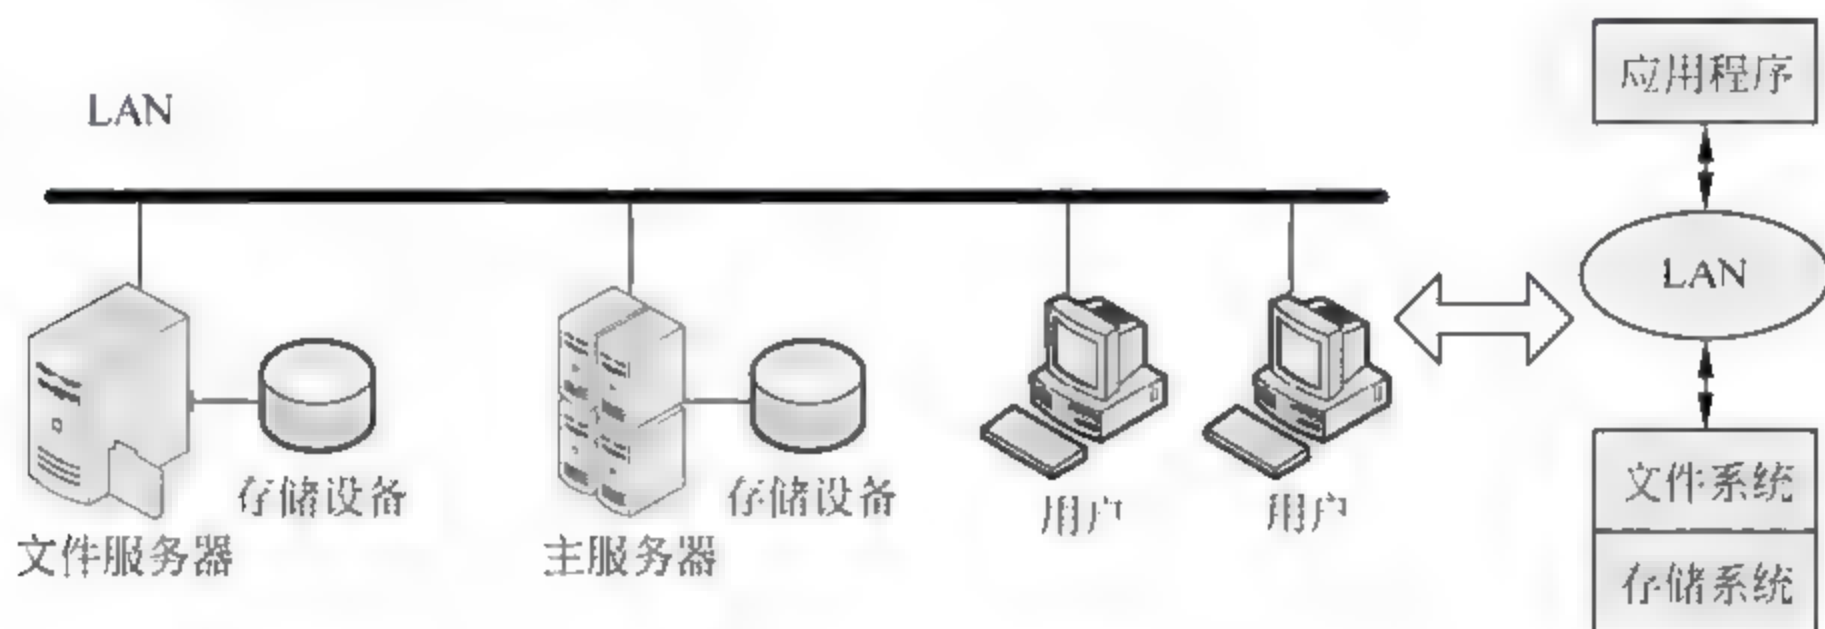 LAN
存储设备
文件服务器
存储设备
主服务器
用户
用户
应用程序
LAN
文件系统
存储系统